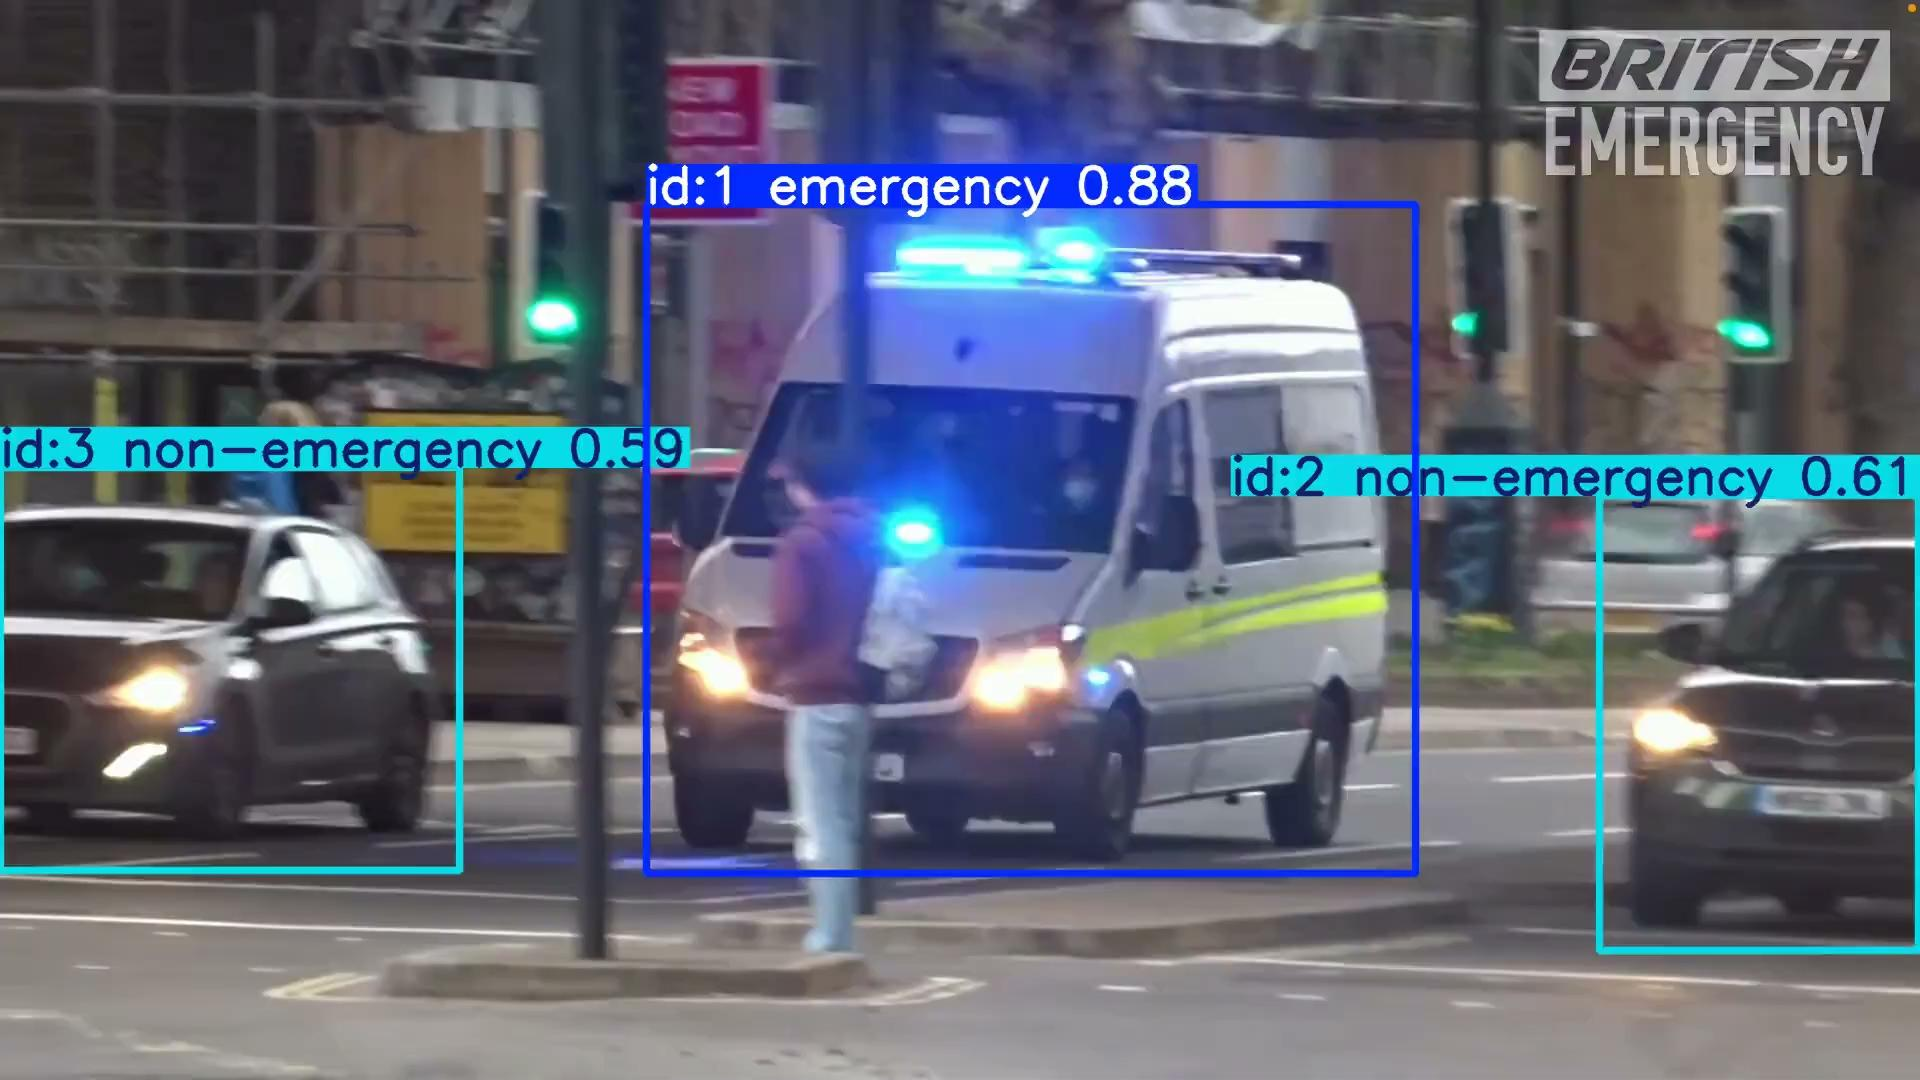 BRITISH
EMERGENCY
id:1 emergency 0.88
id:3 non-emergency 0.59
id:2 non-emergency 0.61